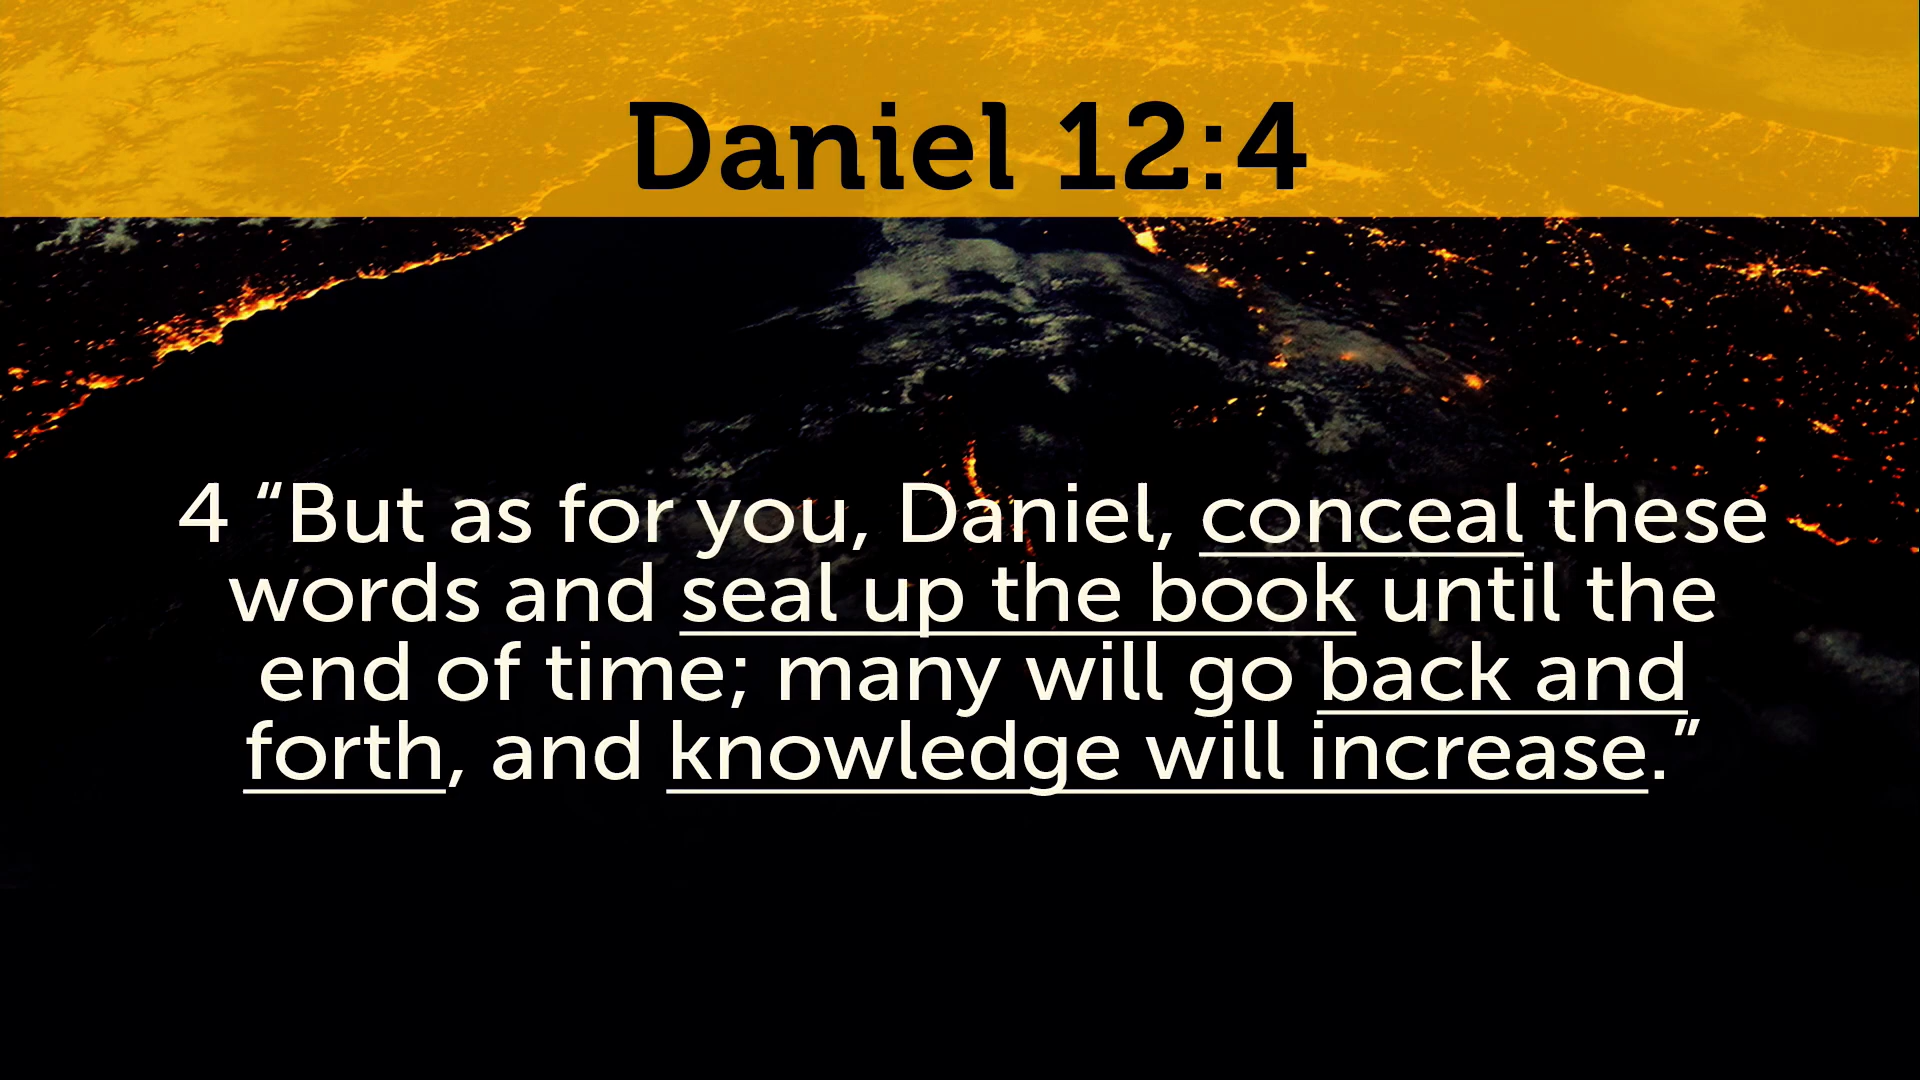 Daniel 12:4
4 “But as for you, Daniel, conceal these
words and seal up the book until the
end of time; many will go back and
forth, and knowledge will increase.”